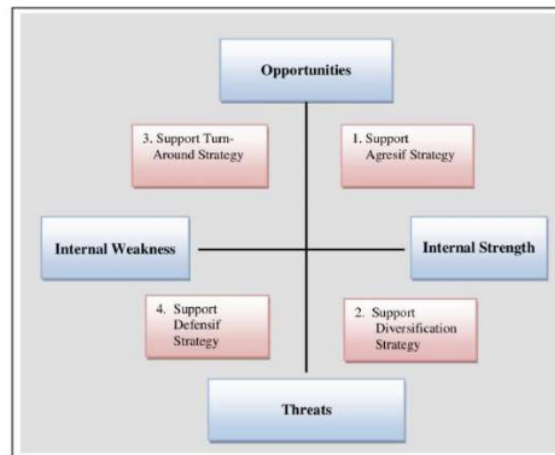 Opportunities
3. Support Turn-
Around Strategy
1. Support
Agresif Strategy
Internal Weakness
Internal Strength
4. Support
Defensif
Strategy
2. Support
Diversification
Strategy
Threats